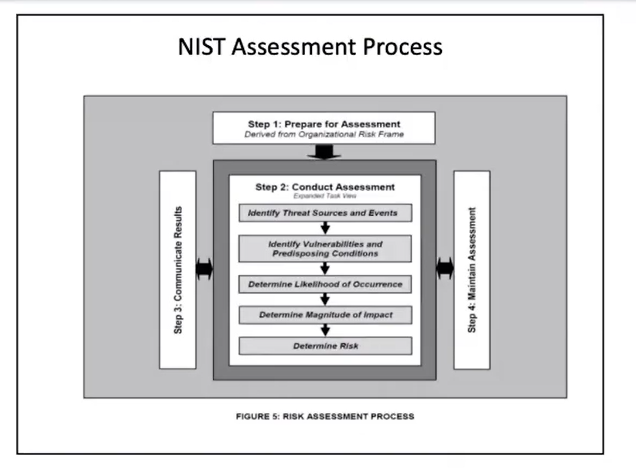 NIST Assessment Process
Step 1: Prepare for Assessment
Derived from Organizational Risk Frame
Step 2: Conduct Assessment
Expanded Task View
Identify Threat Sources and Events
Identify Vulnerabilities and
Predisposing Conditions
Determine Likelihood of Occurrence
Determine Magnitude of Impact
Determine Risk
Step 3: Communicate Results
Step 4: Maintain Assessment
FIGURE 5: RISK ASSESSMENT PROCESS